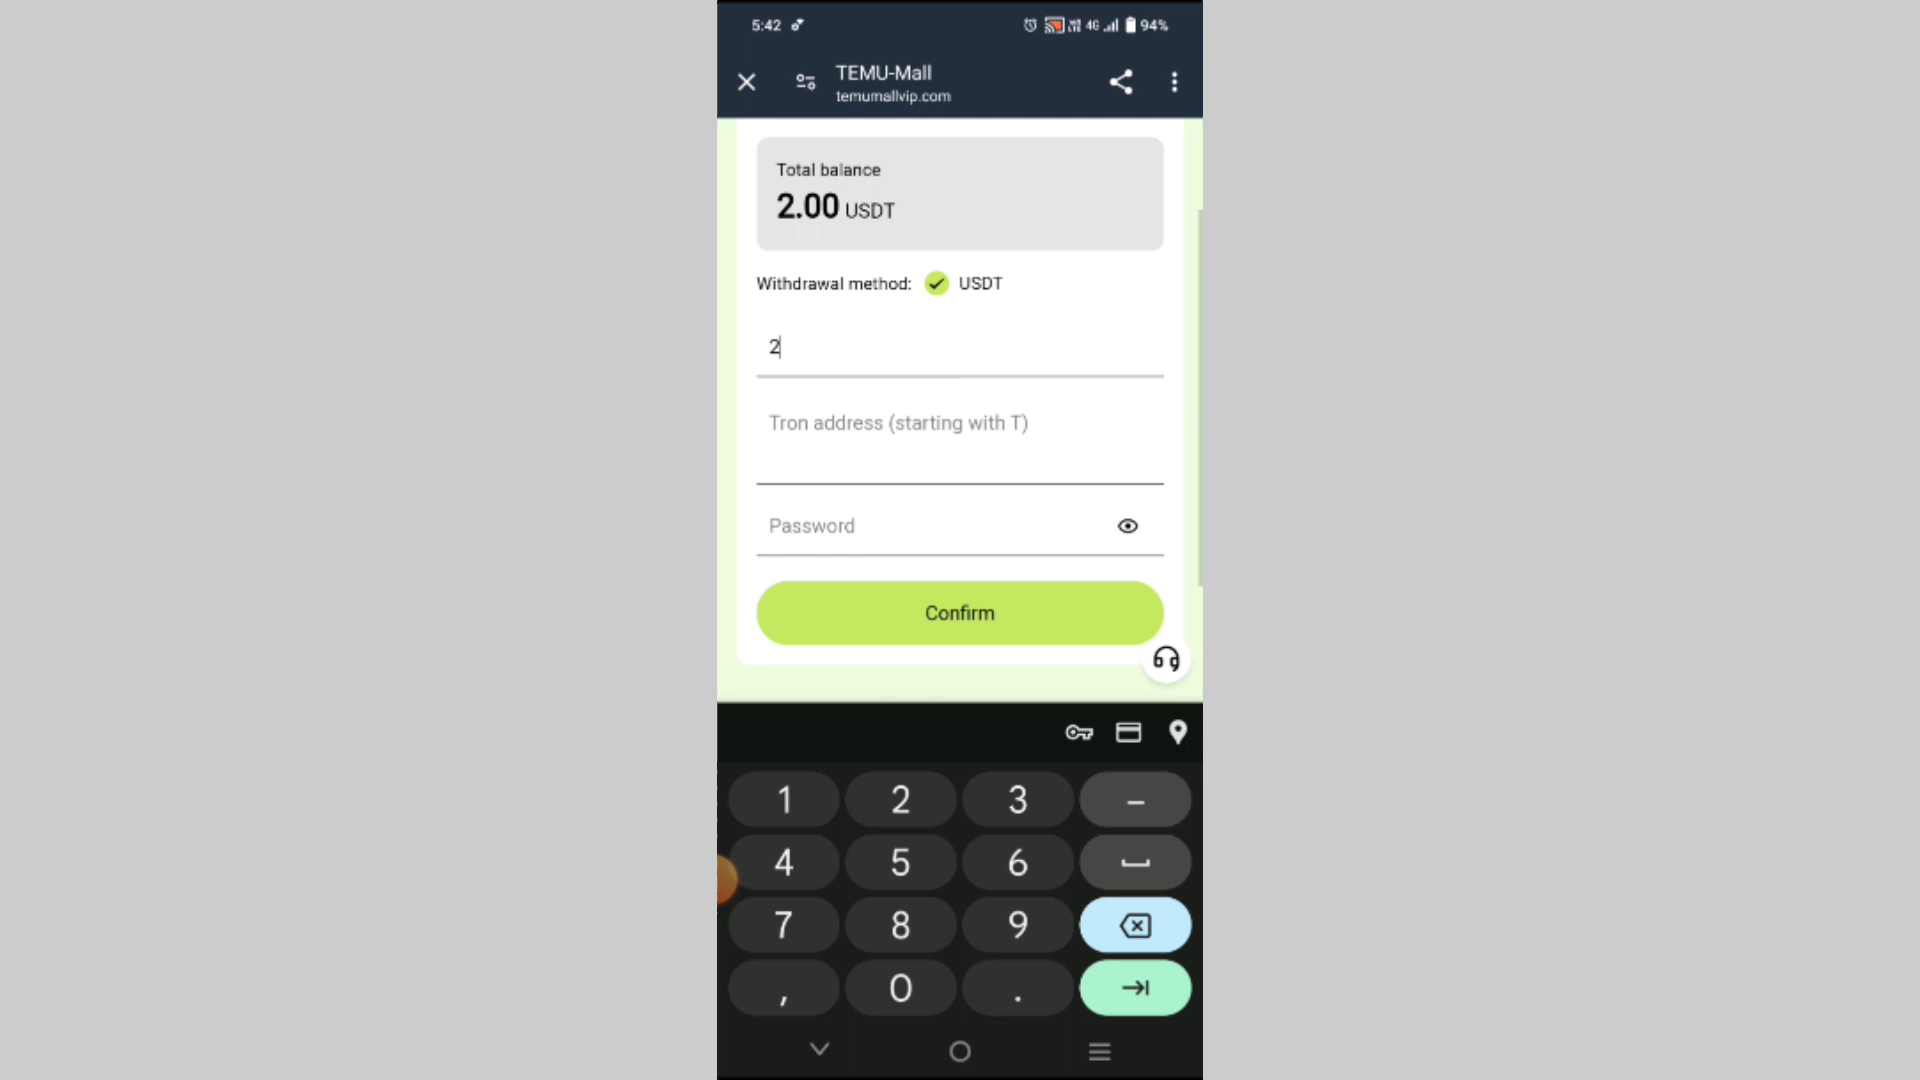 5:42 4G 94%
TEMU-Mall
temumallvip.com
Total balance
2.00 USDT
Withdrawal method: USDT
2
Tron address (starting with T)
Password
Confirm
1 2 3 –
4 5 6
7 8 9
, 0 .